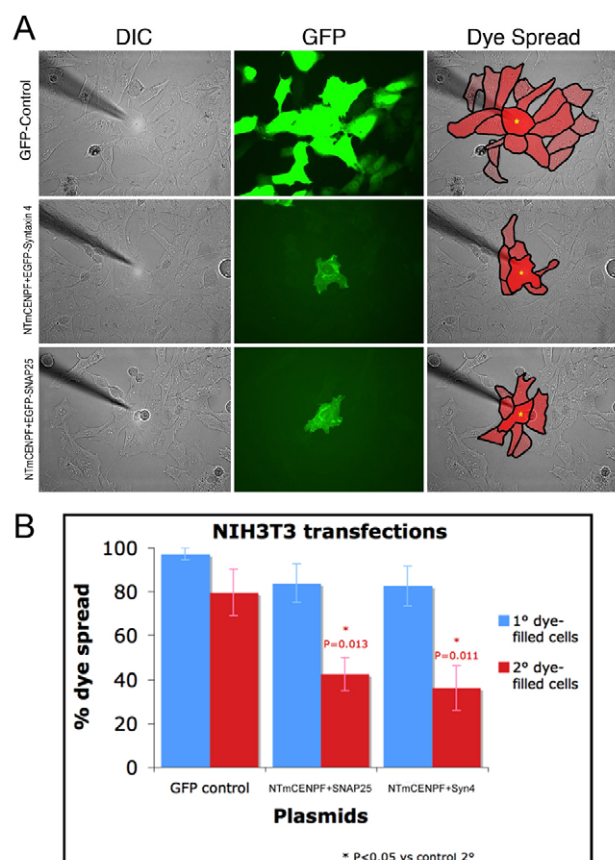 A
DIC
GFP
Dye Spread
GFP-Control
NTmCENPF+EGFP-Syntaxin 4
NTmCENPF+EGFP-SNAP25
B
NIH3T3 transfections
% dye spread
100
80
60
40
20
0
*
P=0.013
*
P=0.011
1° dye-
filled cells
2° dye-
filled cells
GFP control
NTmCENPF+SNAP25
NTmCENPF+Syn4
Plasmids
* P<0.05 vs control 2°